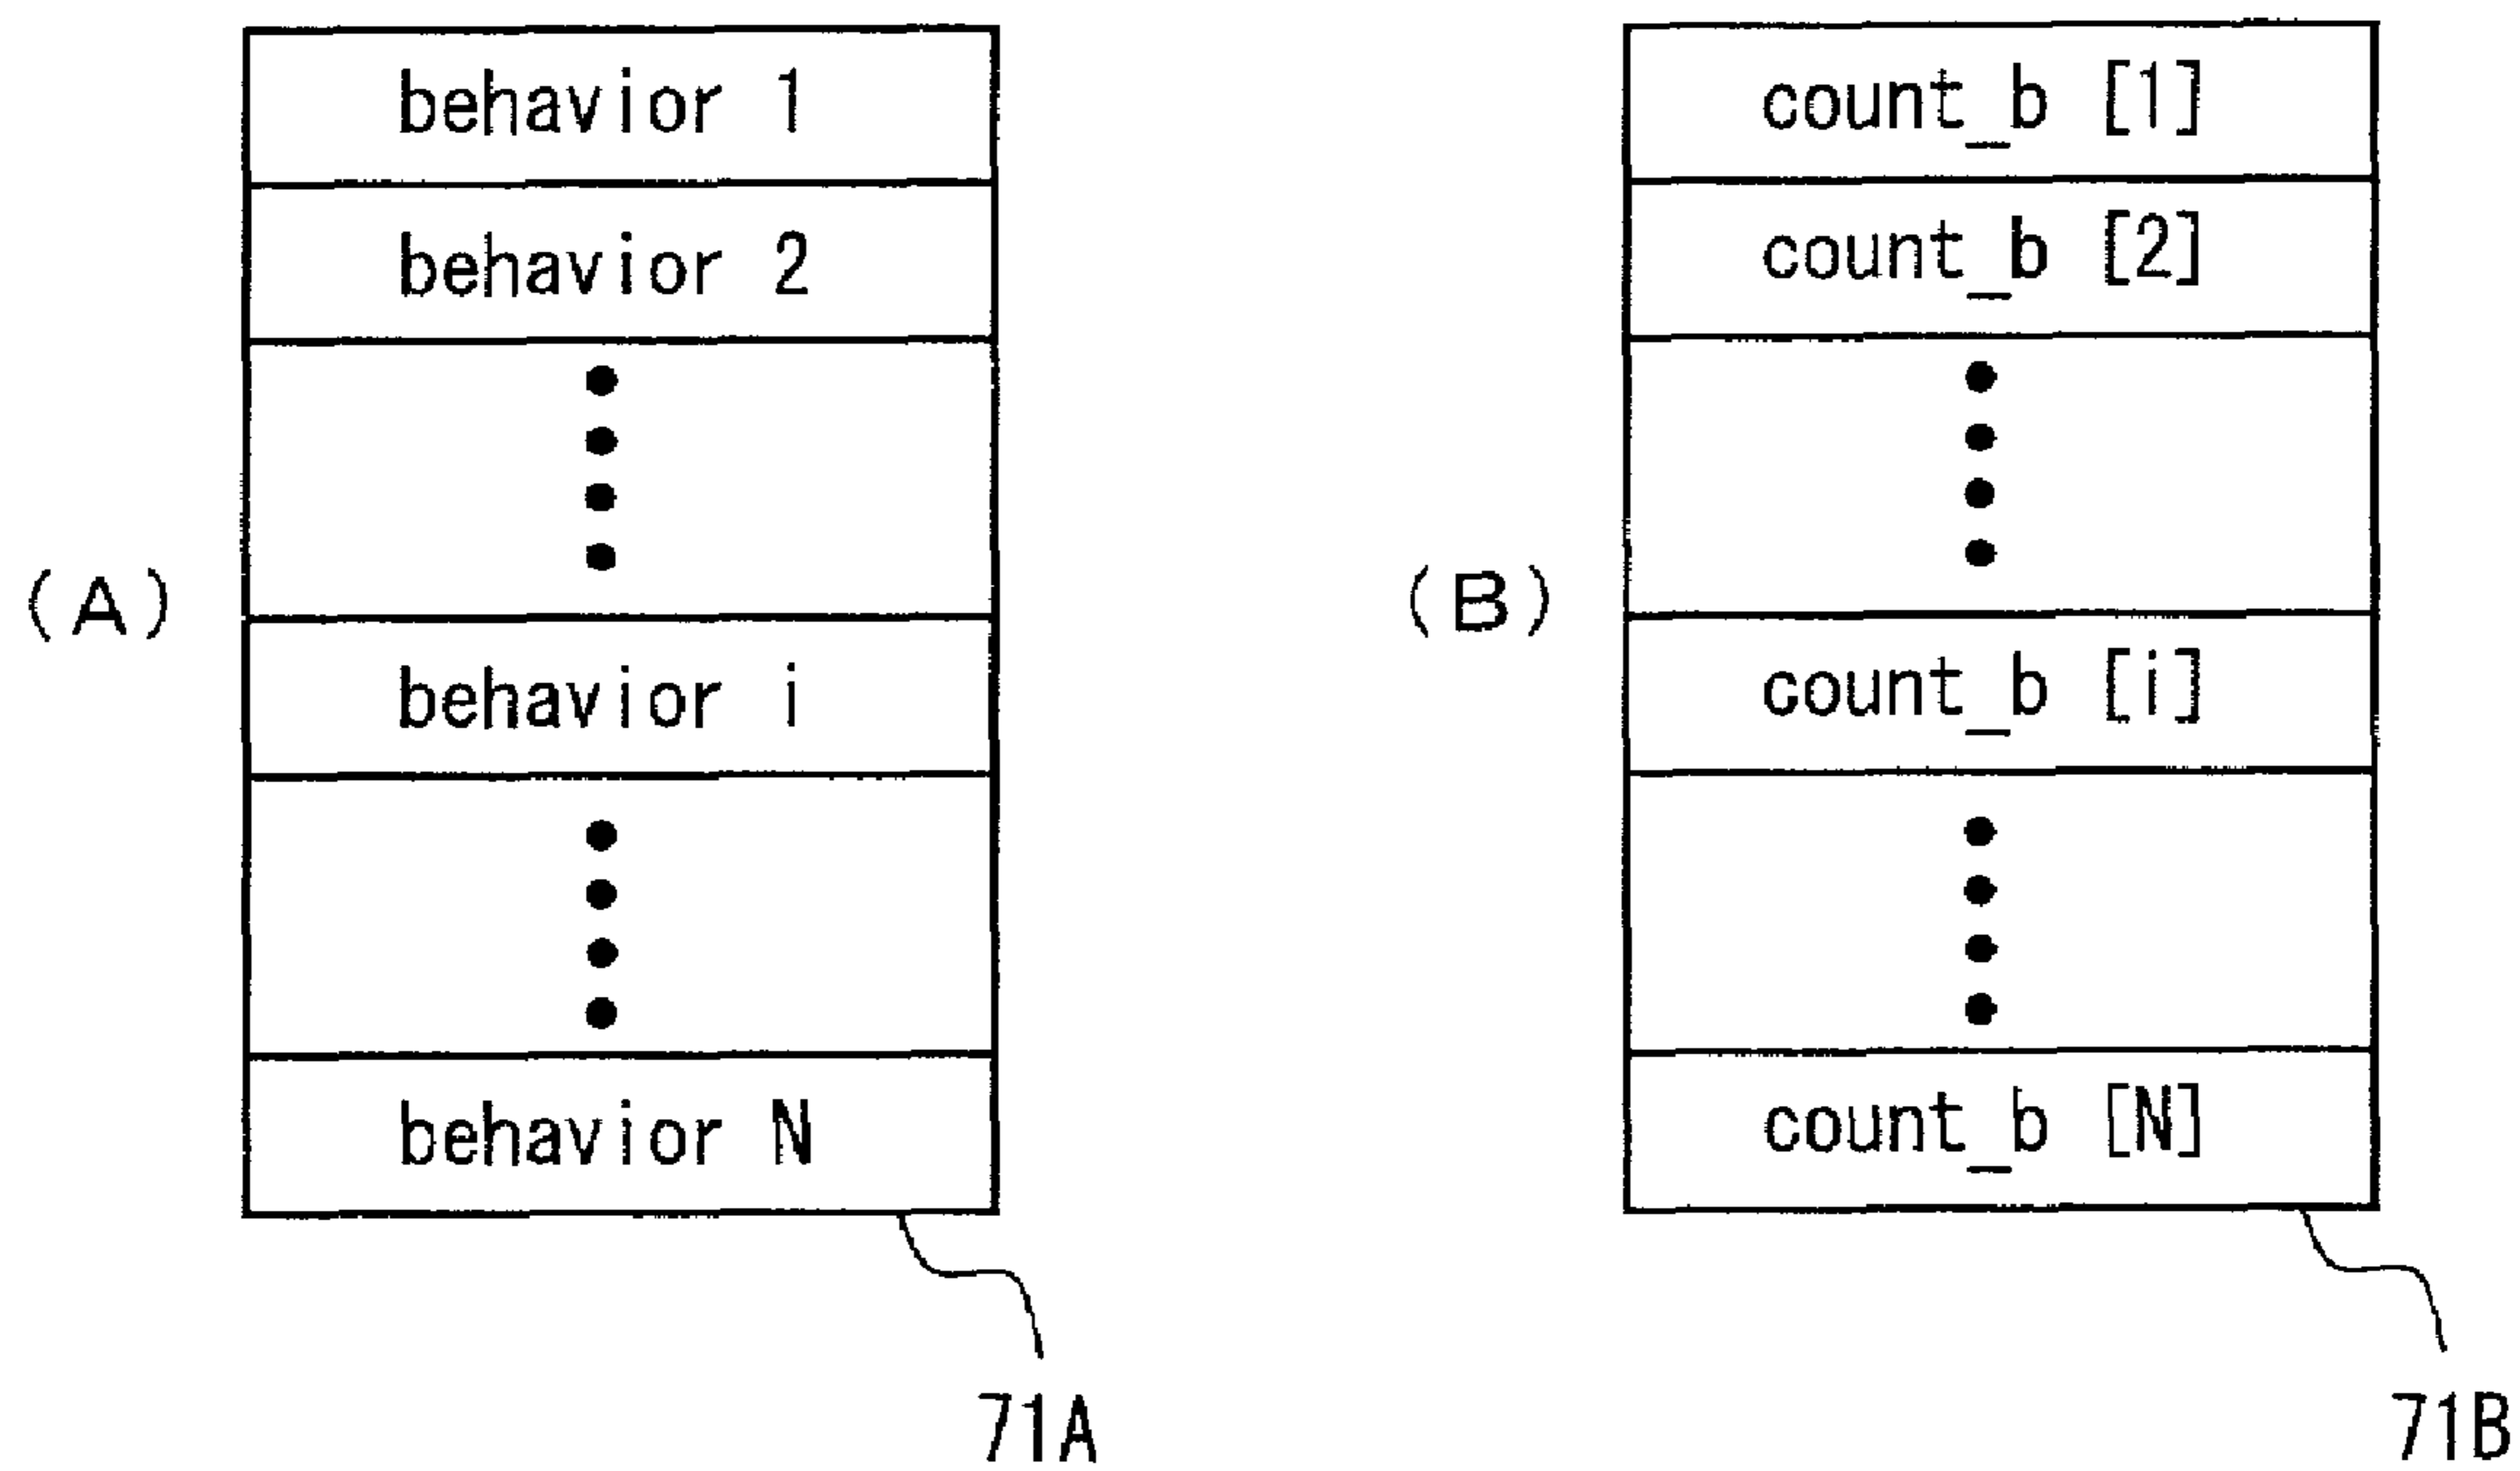 (A)
behavior 1
behavior 2
behavior i
behavior N
71A
(B)
count_b [1]
count_b [2]
count_b [i]
count_b [N]
71B